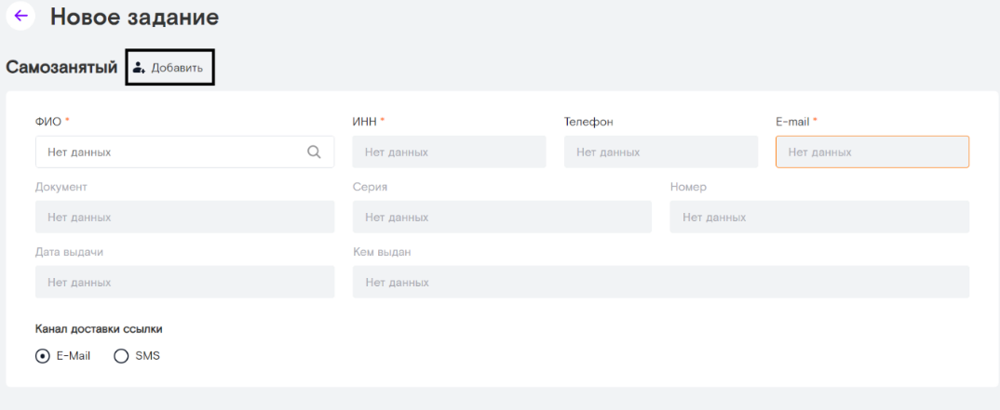 Новое задание
Самозанятый Добавить
ФИО * ИНН * Телефон E-mail *
Нет данных Нет данных Нет данных Нет данных
Документ Серия Номер
Нет данных Нет данных Нет данных
Дата выдачи Кем выдан
Нет данных Нет данных
Канал доставки ссылки
E-Mail SMS